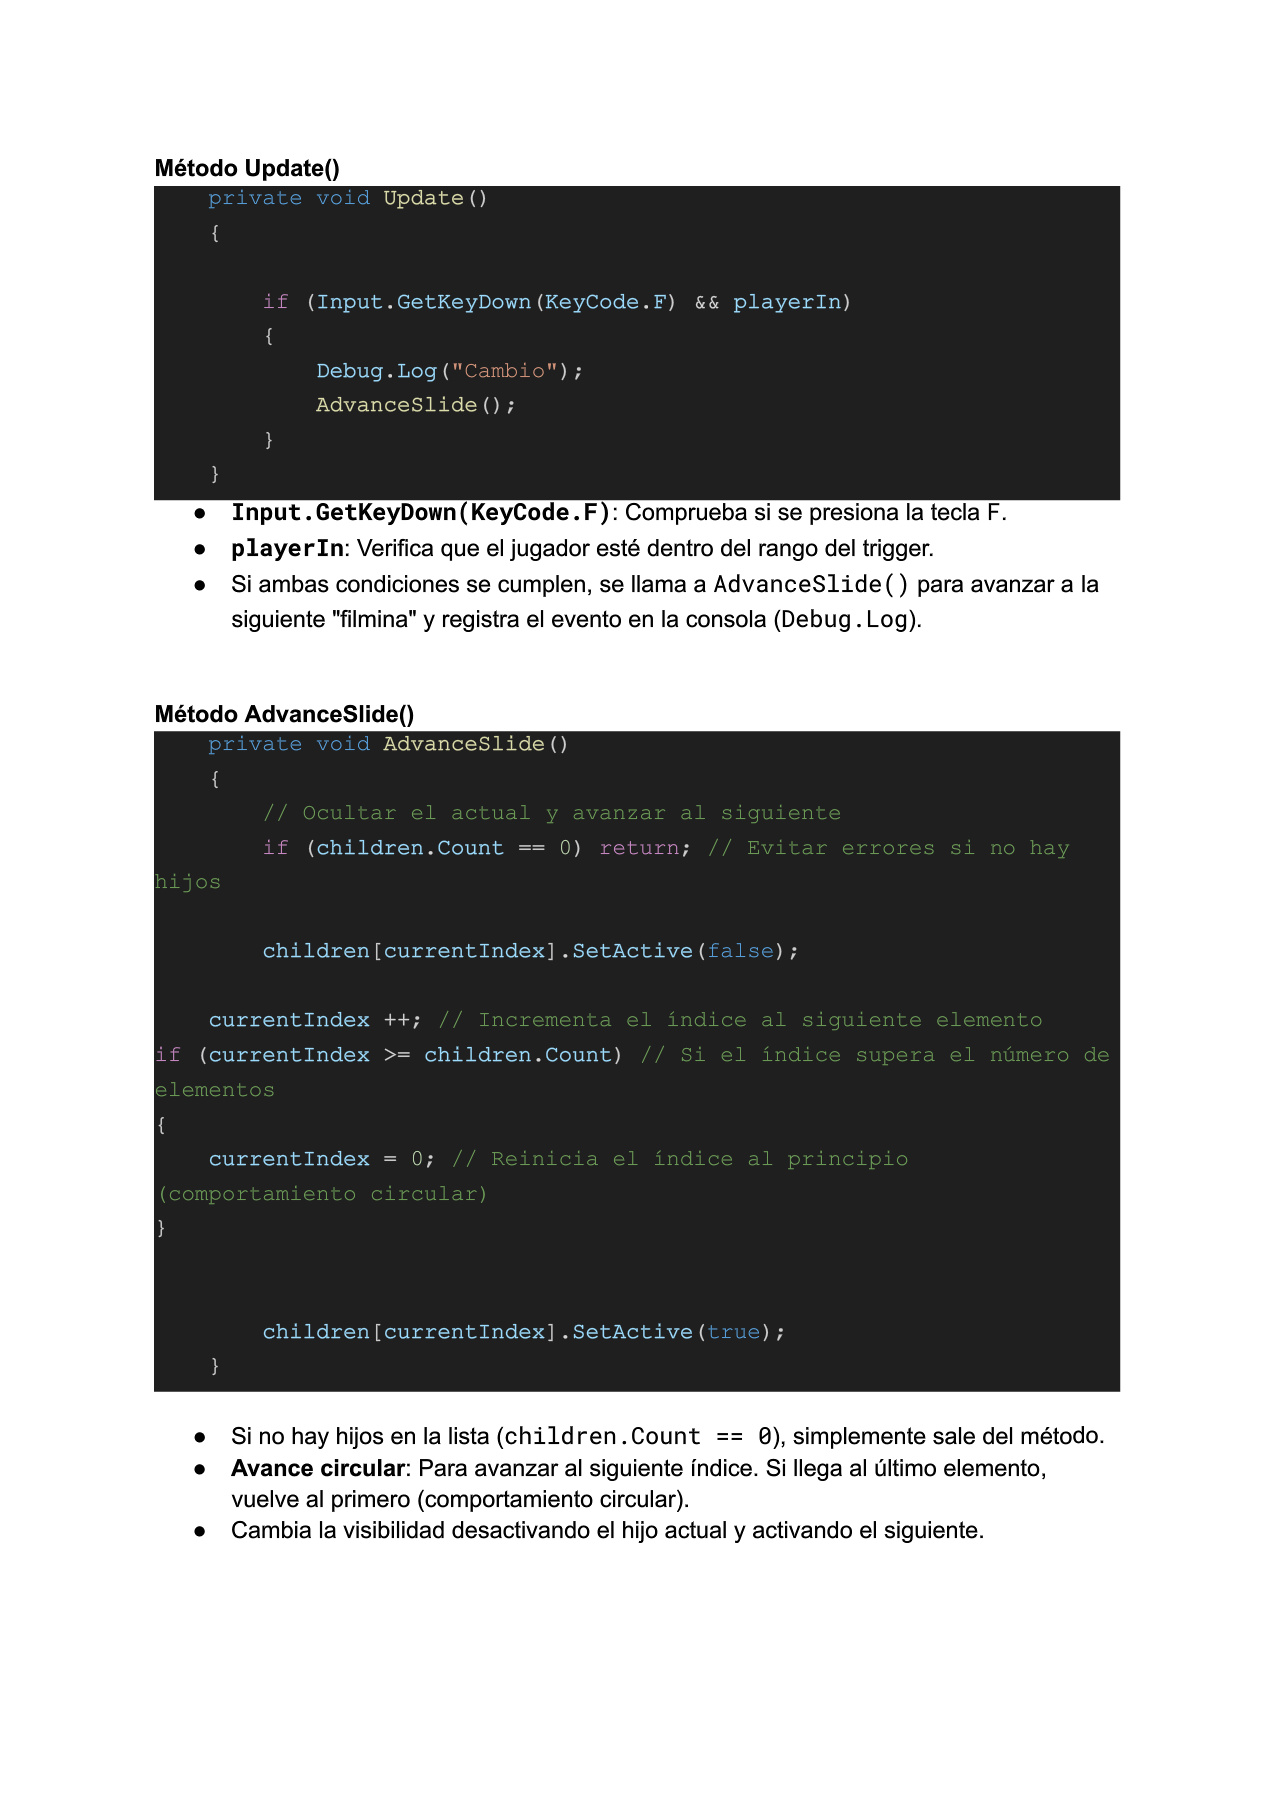 Método Update()
private void Update()
{
if (Input.GetKeyDown(KeyCode.F) && playerIn)
{
Debug.Log("Cambio");
AdvanceSlide();
}
}
● Input.GetKeyDown(KeyCode.F): Comprueba si se presiona la tecla F.
● playerIn: Verifica que el jugador esté dentro del rango del trigger.
● Si ambas condiciones se cumplen, se llama a AdvanceSlide() para avanzar a la
siguiente "filmina" y registra el evento en la consola (Debug.Log).
Método AdvanceSlide()
private void AdvanceSlide()
{
// Ocultar el actual y avanzar al siguiente
if (children.Count == 0) return; // Evitar errores si no hay
hijos
children[currentIndex].SetActive(false);
currentIndex ++; // Incrementa el índice al siguiente elemento
if (currentIndex >= children.Count) // Si el índice supera el número de
elementos
{
currentIndex = 0; // Reinicia el índice al principio
(comportamiento circular)
}
children[currentIndex].SetActive(true);
}
● Si no hay hijos en la lista (children.Count == 0), simplemente sale del método.
● Avance circular: Para avanzar al siguiente índice. Si llega al último elemento,
vuelve al primero (comportamiento circular).
● Cambia la visibilidad desactivando el hijo actual y activando el siguiente.